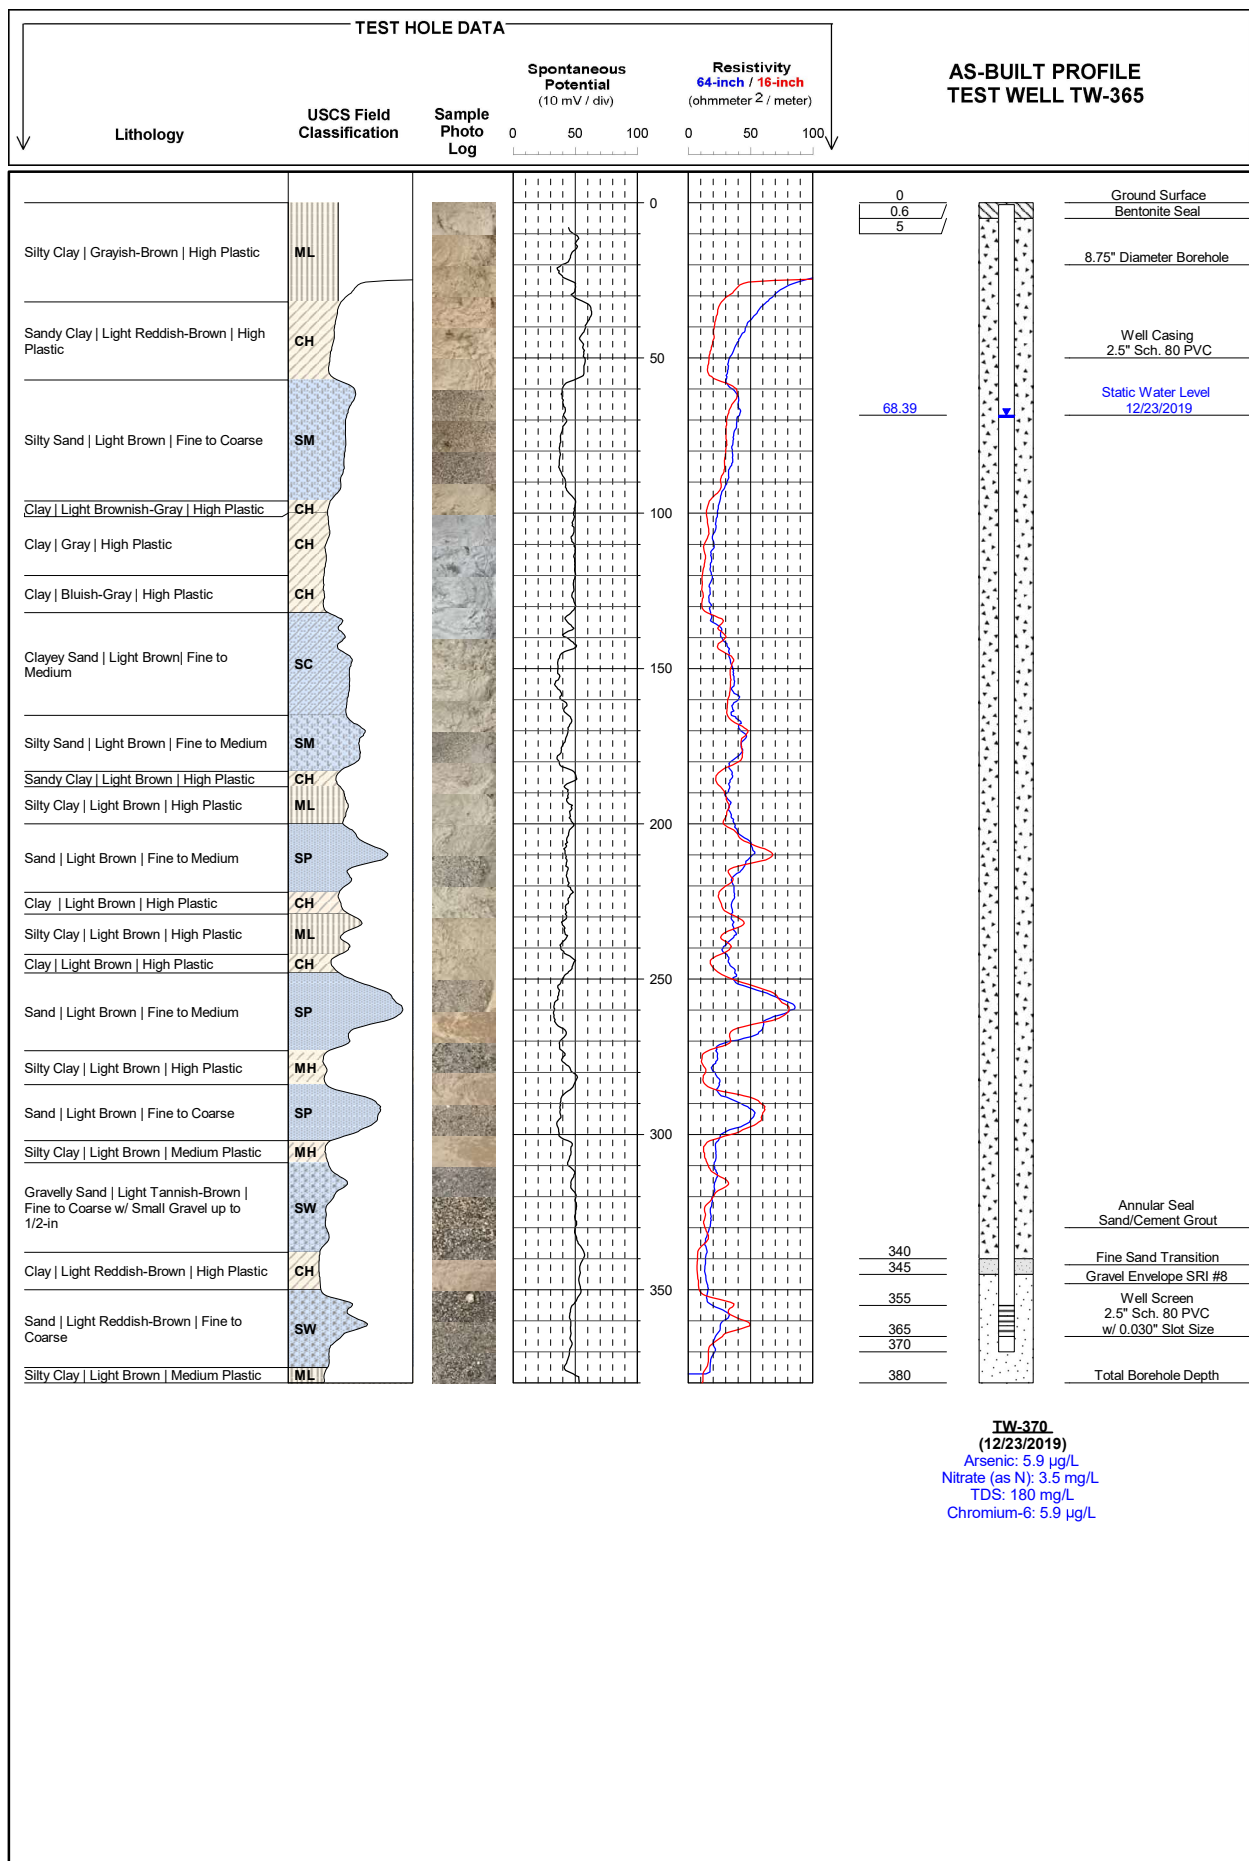 TEST HOLE DATA
AS-BUILT PROFILE
TEST WELL TW-365
Lithology
USCS Field
Classification
Sample
Photo
Log
Spontaneous
Potential
(10 mV / div)
0 50 100
Resistivity
64-inch / 16-inch
(ohmmeter 2 / meter)
0 50 100
Silty Clay | Grayish-Brown | High Plastic
ML
Sandy Clay | Light Reddish-Brown | High
Plastic
CH
Silty Sand | Light Brown | Fine to Coarse
SM
Clay | Light Brownish-Gray | High Plastic
CH
Clay | Gray | High Plastic
CH
Clay | Bluish-Gray | High Plastic
CH
Clayey Sand | Light Brown| Fine to
Medium
SC
Silty Sand | Light Brown | Fine to Medium
SM
Sandy Clay | Light Brown | High Plastic
CH
Silty Clay | Light Brown | High Plastic
ML
Sand | Light Brown | Fine to Medium
SP
Clay | Light Brown | High Plastic
CH
Silty Clay | Light Brown | High Plastic
ML
Clay | Light Brown | High Plastic
CH
Sand | Light Brown | Fine to Medium
SP
Silty Clay | Light Brown | High Plastic
MH
Sand | Light Brown | Fine to Coarse
SP
Silty Clay | Light Brown | Medium Plastic
MH
Gravelly Sand | Light Tannish-Brown |
Fine to Coarse w/ Small Gravel up to
1/2-in
SW
Clay | Light Reddish-Brown | High Plastic
CH
Sand | Light Reddish-Brown | Fine to
Coarse
SW
Silty Clay | Light Brown | Medium Plastic
ML
0
50
100
150
200
250
300
350
0
0.6
5
68.39
340
345
355
365
370
380
Ground Surface
Bentonite Seal
8.75" Diameter Borehole
Well Casing
2.5" Sch. 80 PVC
Static Water Level
12/23/2019
Annular Seal
Sand/Cement Grout
Fine Sand Transition
Gravel Envelope SRI #8
Well Screen
2.5" Sch. 80 PVC
w/ 0.030" Slot Size
Total Borehole Depth
TW-370
(12/23/2019)
Arsenic: 5.9 µg/L
Nitrate (as N): 3.5 mg/L
TDS: 180 mg/L
Chromium-6: 5.9 µg/L